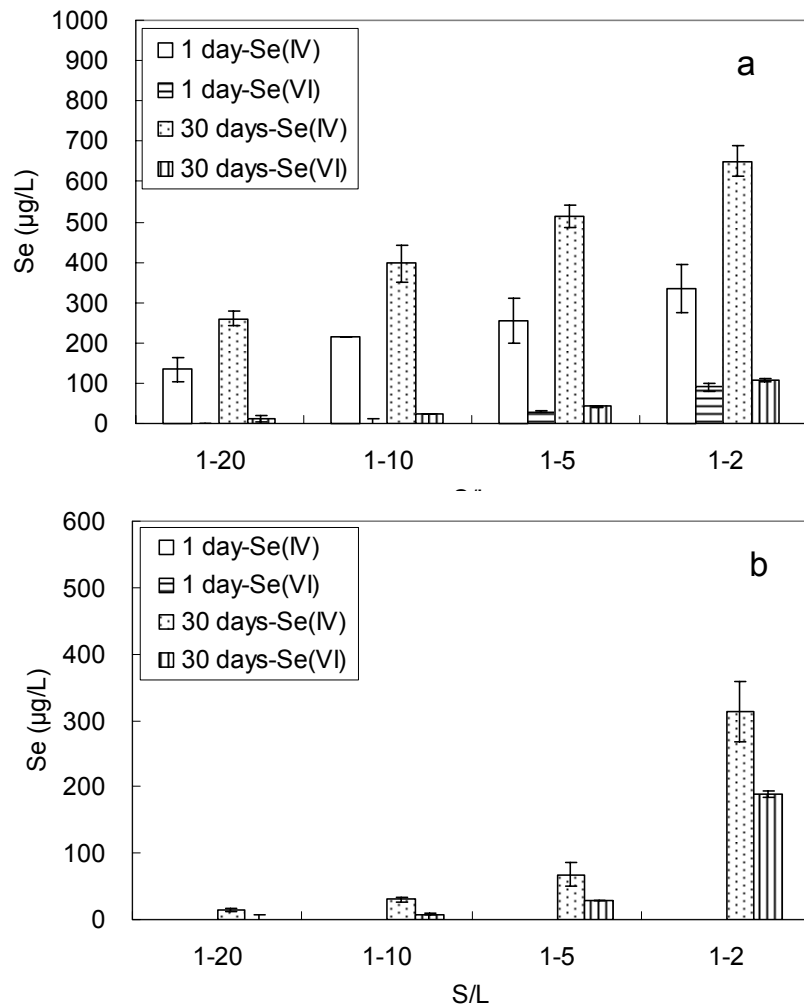 1000
900
800
700
600
500
400
300
200
100
0
Se (µg/L)
1 day-Se(IV)
1 day-Se(VI)
30 days-Se(IV)
30 days-Se(VI)
a
1-20 1-10 1-5 1-2
600
500
400
300
200
100
0
Se (µg/L)
1 day-Se(IV)
1 day-Se(VI)
30 days-Se(IV)
30 days-Se(VI)
b
1-20 1-10 1-5 1-2
S/L